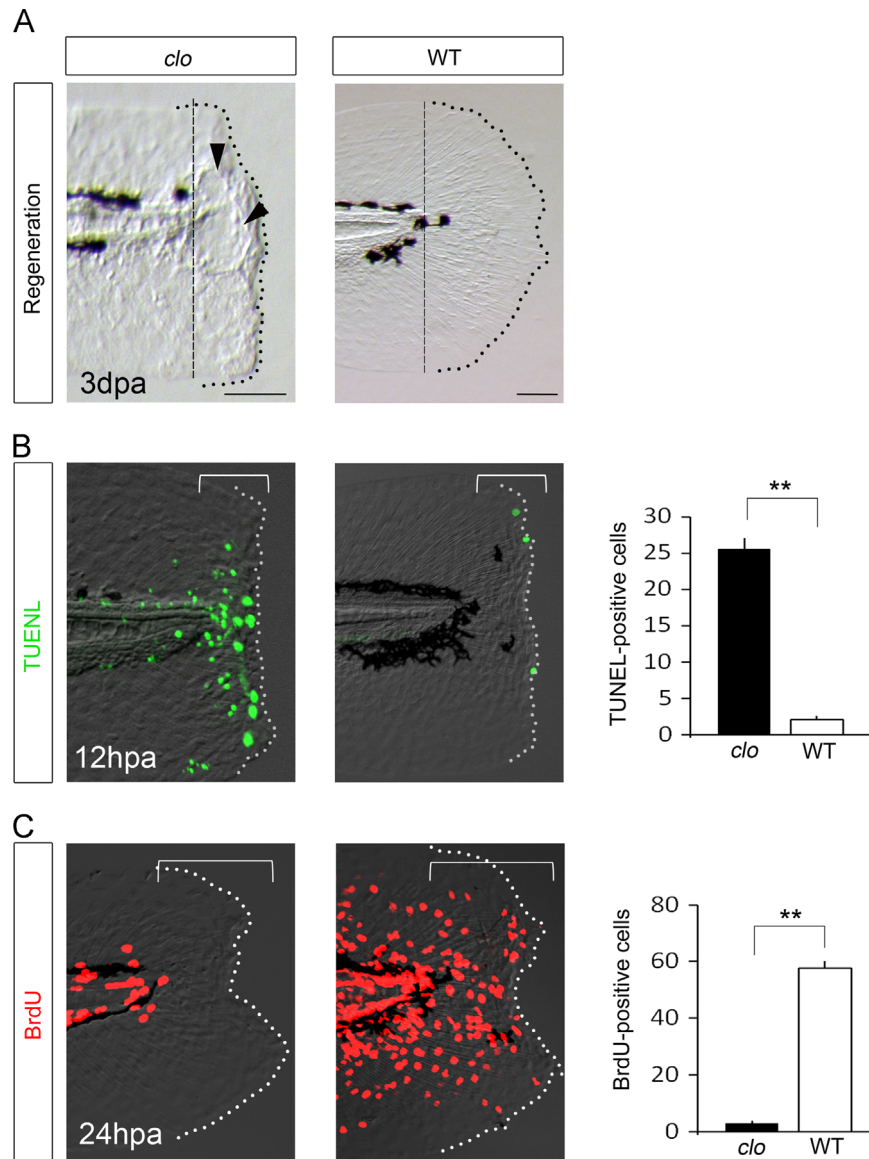 A
clo
WT
Regeneration
3dpa
B
TUENL
12hpa
**
TUNEL-positive cells
30
25
20
15
10
5
0
clo
WT
C
BrdU
24hpa
**
BrdU-positive cells
80
60
40
20
0
clo
WT